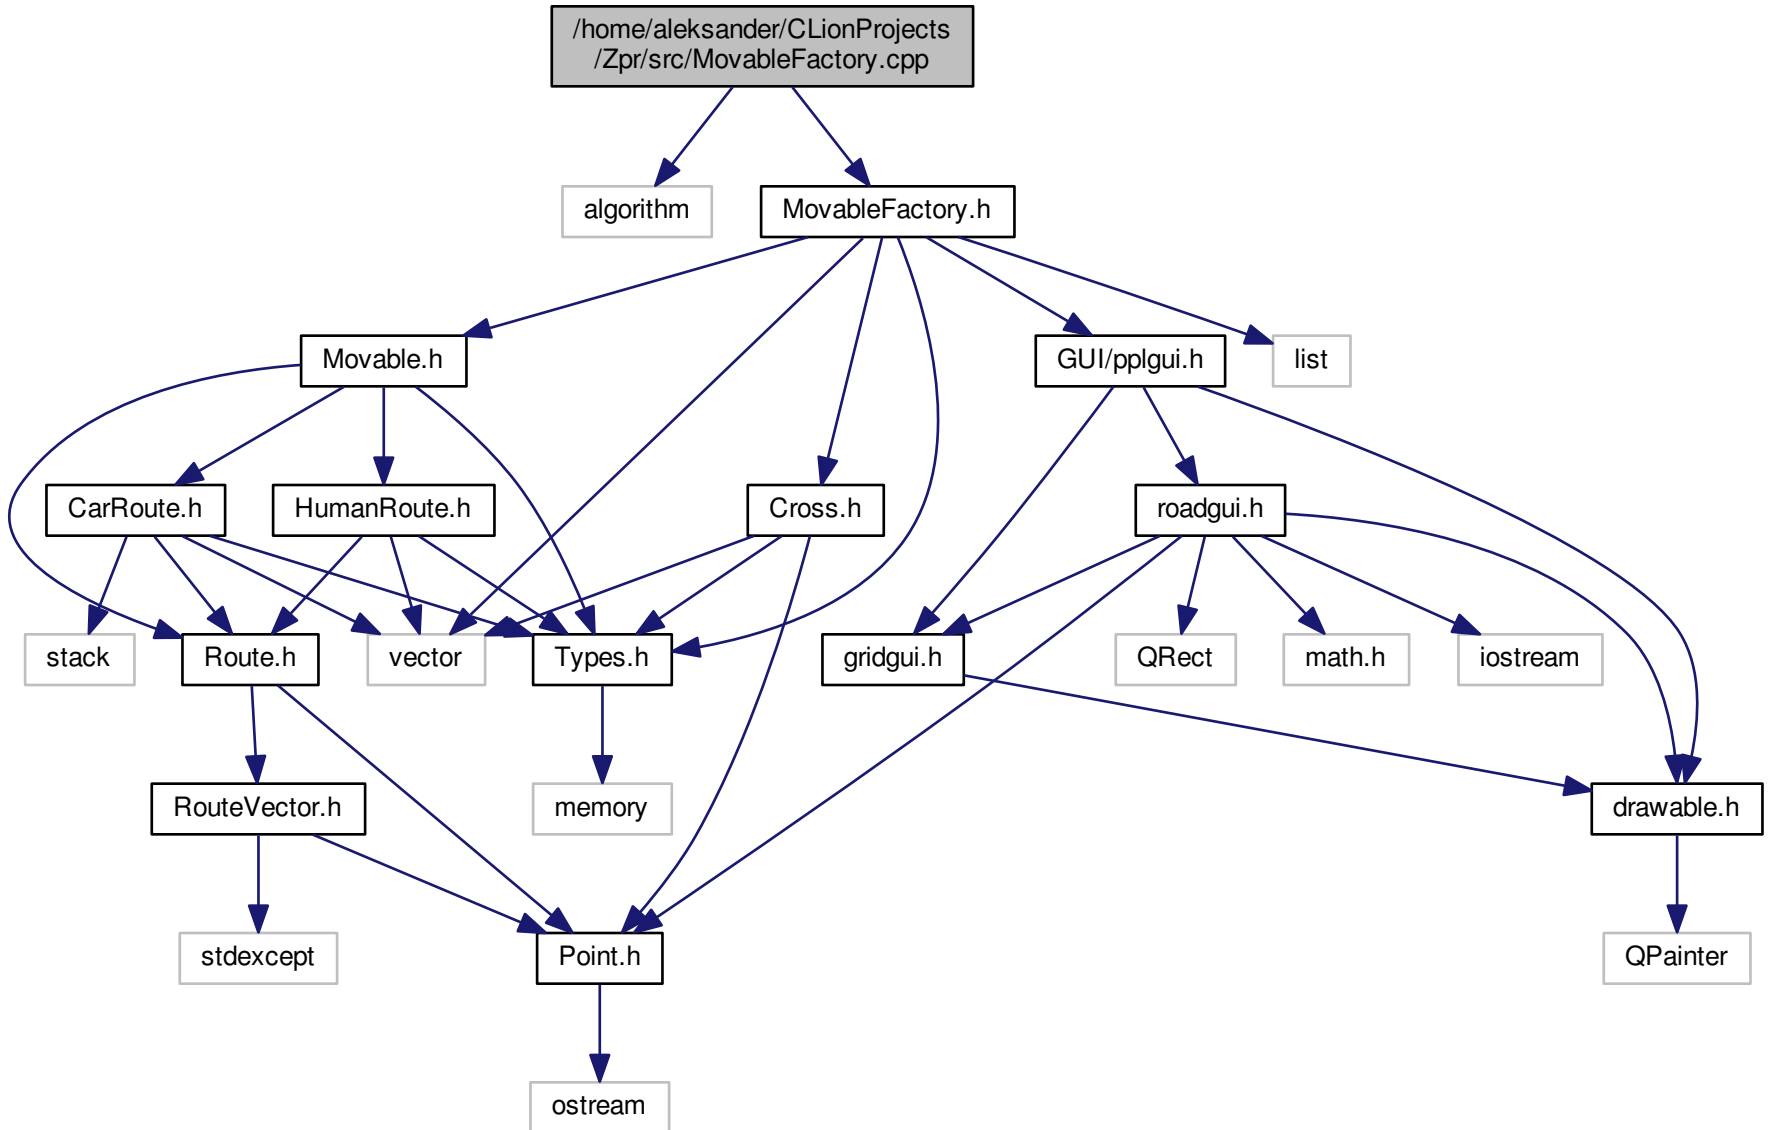 /home/aleksander/CLionProjects
/Zpr/src/MovableFactory.cpp
algorithm
MovableFactory.h
Movable.h
GUI/pplgui.h
list
CarRoute.h
HumanRoute.h
Cross.h
roadgui.h
stack
Route.h
vector
Types.h
gridgui.h
QRect
math.h
iostream
RouteVector.h
memory
drawable.h
stdexcept
Point.h
QPainter
ostream